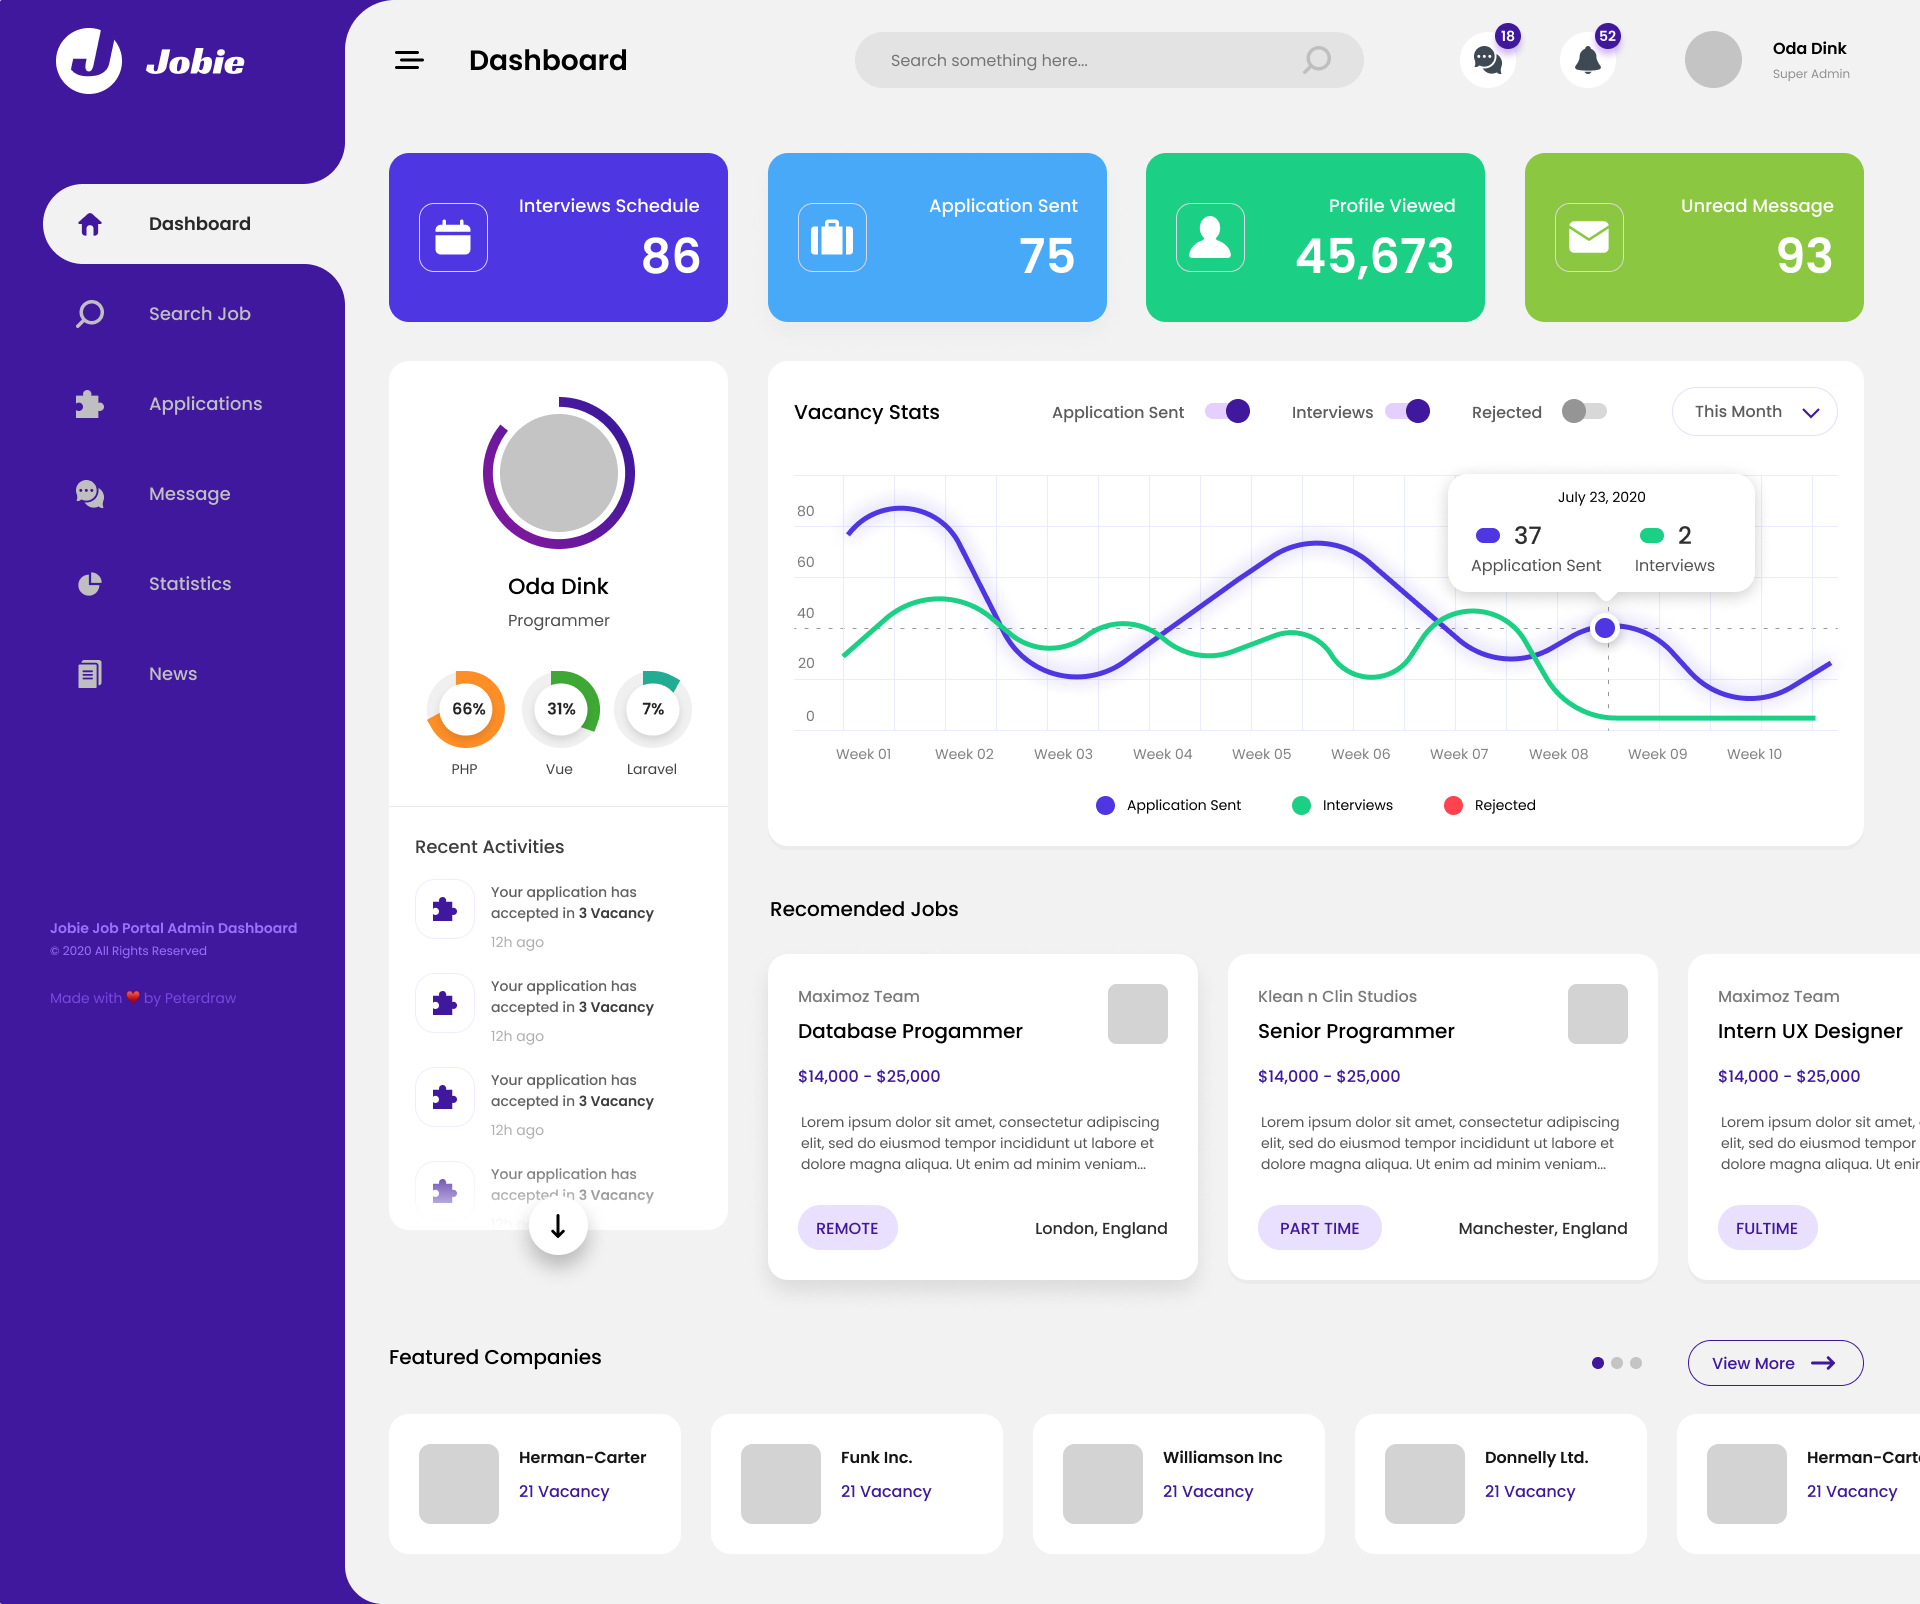 Jobie
Dashboard
Search something here...
18
52
Oda Dink
Super Admin
Dashboard
Search Job
Applications
Message
Statistics
News
Jobie Job Portal Admin Dashboard
© 2020 All Rights Reserved
Made with ❤️ by Peterdraw
Interviews Schedule
86
Application Sent
75
Profile Viewed
45,673
Unread Message
93
Oda Dink
Programmer
66%
31%
7%
PHP
Vue
Laravel
Recent Activities
Your application has
accepted in 3 Vacancy
12h ago
Your application has
accepted in 3 Vacancy
12h ago
Your application has
accepted in 3 Vacancy
12h ago
Your application has
accepted in 3 Vacancy
Vacancy Stats
Application Sent
Interviews
Rejected
This Month
80
60
40
20
0
July 23, 2020
37
2
Application Sent
Interviews
Week 01
Week 02
Week 03
Week 04
Week 05
Week 06
Week 07
Week 08
Week 09
Week 10
Application Sent
Interviews
Rejected
Recomended Jobs
Maximoz Team
Database Progammer
$14,000 - $25,000
Lorem ipsum dolor sit amet, consectetur adipiscing
elit, sed do eiusmod tempor incididunt ut labore et
dolore magna aliqua. Ut enim ad minim veniam...
REMOTE
London, England
Klean n Clin Studios
Senior Programmer
$14,000 - $25,000
Lorem ipsum dolor sit amet, consectetur adipiscing
elit, sed do eiusmod tempor incididunt ut labore et
dolore magna aliqua. Ut enim ad minim veniam...
PART TIME
Manchester, England
Maximoz Team
Intern UX Designer
$14,000 - $25,000
Lorem ipsum dolor sit amet,
elit, sed do eiusmod tempor
dolore magna aliqua. Ut
FULTIME
Featured Companies
View More
Herman-Carter
21 Vacancy
Funk Inc.
21 Vacancy
Williamson Inc
21 Vacancy
Donnelly Ltd.
21 Vacancy
Herman-Carte
21 Vacancy